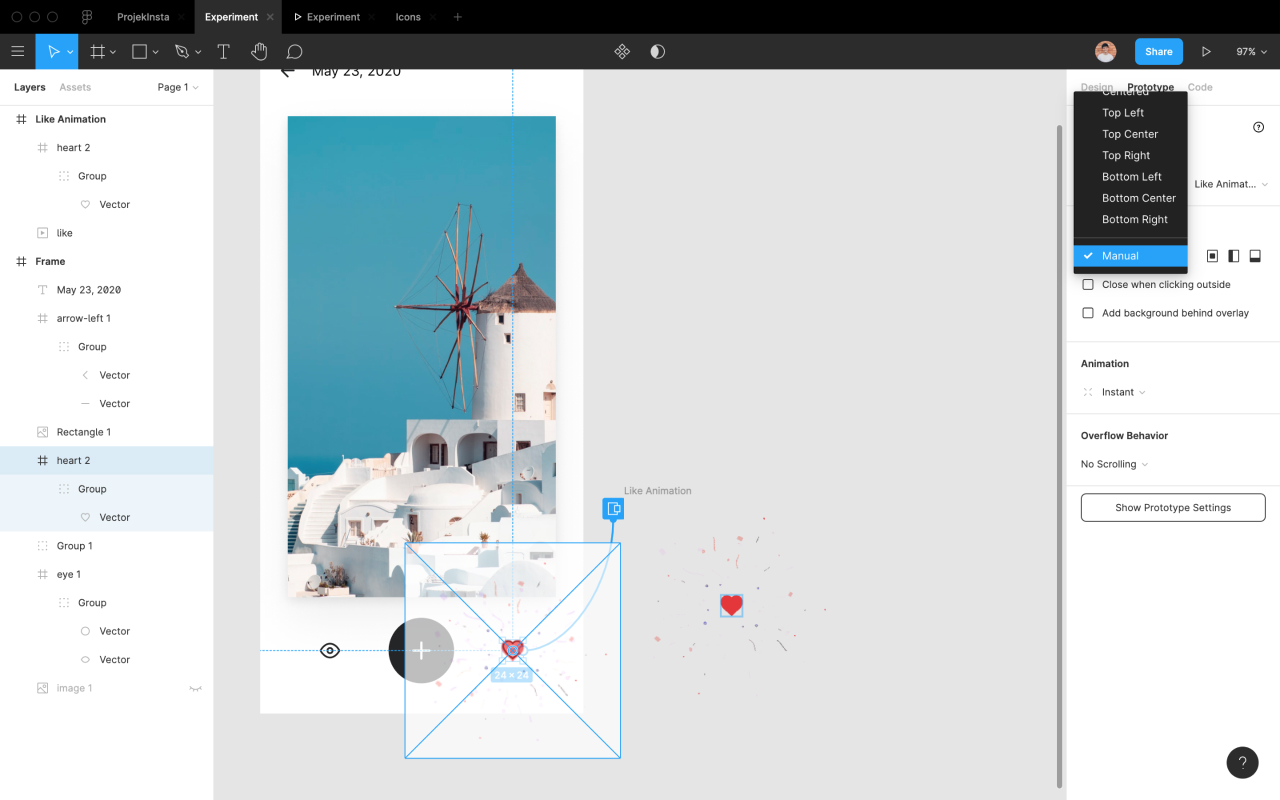 ProjekInsta
Experiment
Experiment
Icons
Share
97%
Layers
Assets
Page 1
Like Animation
heart 2
Group
Vector
like
Frame
May 23, 2020
arrow-left 1
Group
Vector
Vector
Rectangle 1
heart 2
Group
Vector
Group 1
eye 1
Group
Vector
Vector
image 1
May 23, 2020
Like Animation
24 × 24
Design
Prototype
Code
Centered
Top Left
Top Center
Top Right
Bottom Left
Bottom Center
Bottom Right
Manual
Like Animat...
Close when clicking outside
Add background behind overlay
Animation
Instant
Overflow Behavior
No Scrolling
Show Prototype Settings
?